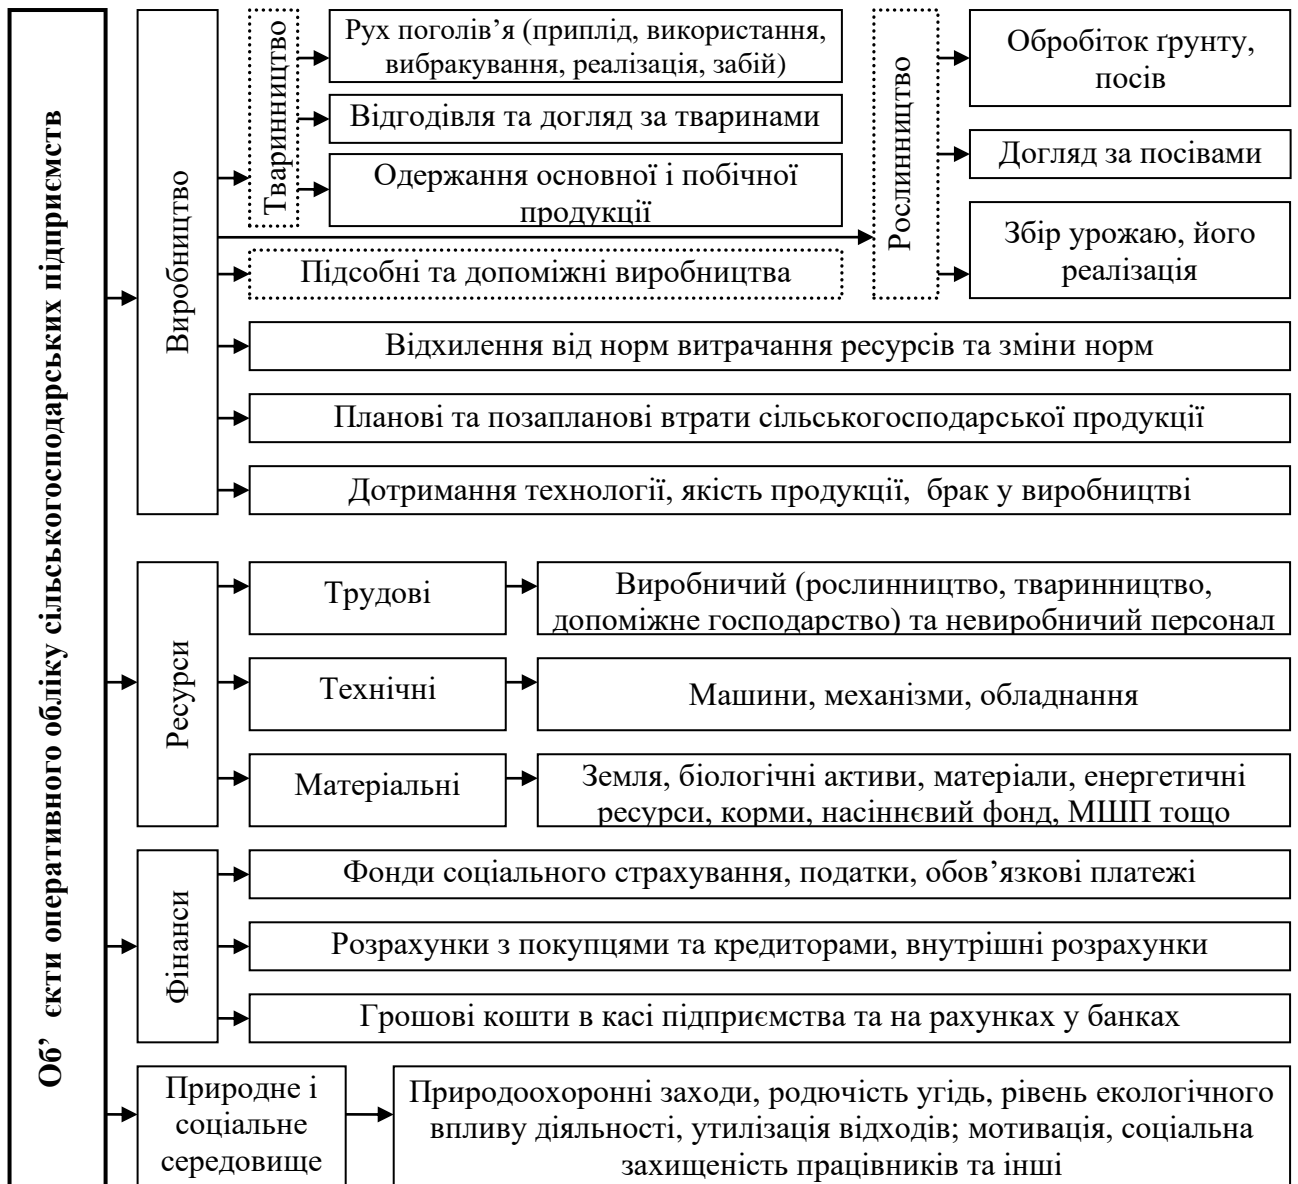 Об’ єкти оперативного обліку сільськогосподарських підприємств
Виробництво
Тваринництво
Рух поголів’я (приплід, використання,
вибракування, реалізація, забій)
Відгодівля та догляд за тваринами
Одержання основної і побічної
продукції
Рослинництво
Обробіток ґрунту,
посів
Догляд за посівами
Збір урожаю, його
реалізація
Підсобні та допоміжні виробництва
Відхилення від норм витрачання ресурсів та зміни норм
Планові та позапланові втрати сільськогосподарської продукції
Дотримання технології, якість продукції, брак у виробництві
Ресурси
Трудові
Виробничий (рослинництво, тваринництво,
допоміжне господарство) та невиробничий персонал
Технічні
Машини, механізми, обладнання
Матеріальні
Земля, біологічні активи, матеріали, енергетичні
ресурси, корми, насіннєвий фонд, МШП тощо
Фінанси
Фонди соціального страхування, податки, обов’язкові платежі
Розрахунки з покупцями та кредиторами, внутрішні розрахунки
Грошові кошти в касі підприємства та на рахунках у банках
Природне і
соціальне
середовище
Природоохоронні заходи, родючість угідь, рівень екологічного
впливу діяльності, утилізація відходів; мотивація, соціальна
захищеність працівників та інші